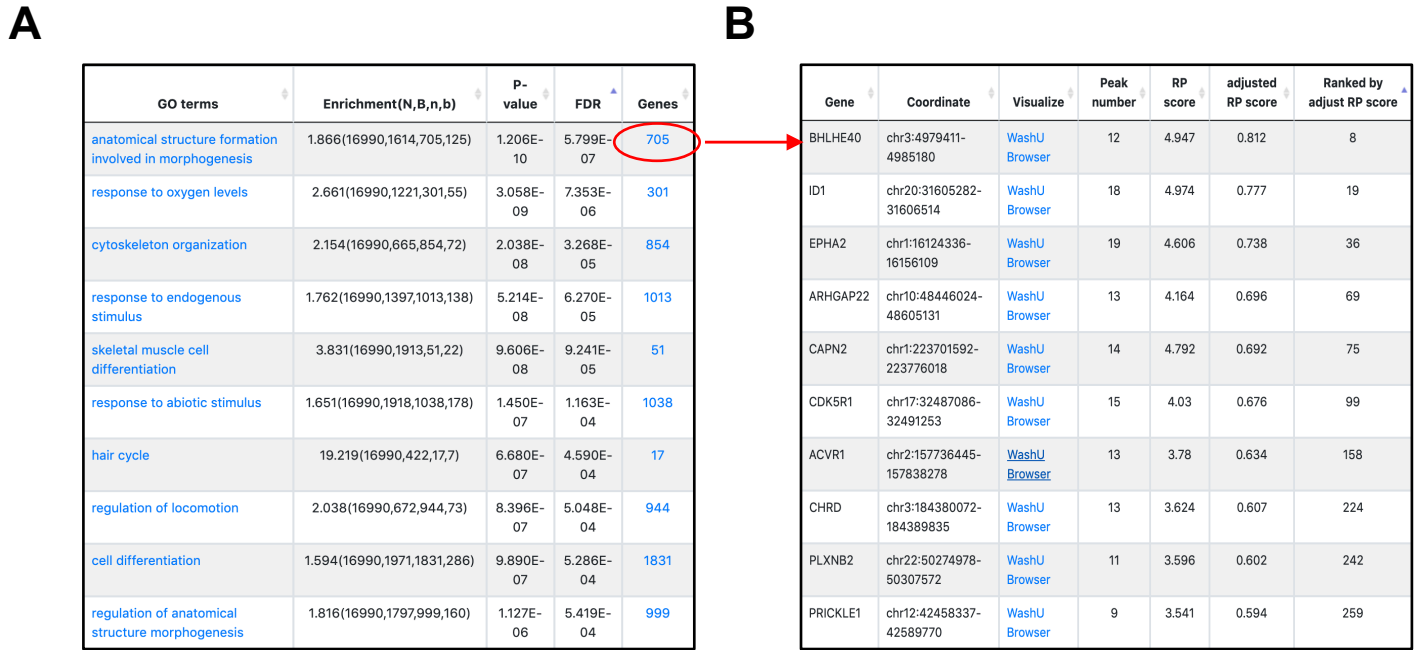 A
B
P-
value
GO terms
Enrichment(N,B,n,b)
FDR
Genes
anatomical structure formation
involved in morphogenesis
1.866(16990,1614,705,125)
1.206E-
10
5.799E-
07
705
response to oxygen levels
2.661(16990,1221,301,55)
3.058E-
09
7.353E-
06
301
cytoskeleton organization
2.154(16990,665,854,72)
2.038E-
08
3.268E-
05
854
response to endogenous
stimulus
1.762(16990,1397,1013,138)
5.214E-
08
6.270E-
05
1013
skeletal muscle cell
differentiation
3.831(16990,1913,51,22)
9.606E-
08
9.241E-
05
51
response to abiotic stimulus
1.651(16990,1918,1038,178)
1.450E-
07
1.163E-
04
1038
hair cycle
19.219(16990,422,17,7)
6.680E-
07
4.590E-
04
17
regulation of locomotion
2.038(16990,672,944,73)
8.396E-
07
5.048E-
04
944
cell differentiation
1.594(16990,1971,1831,286)
9.890E-
07
5.286E-
04
1831
regulation of anatomical
structure morphogenesis
1.816(16990,1797,999,160)
1.127E-
06
5.419E-
04
999
Gene
Coordinate
Visualize
Peak
number
RP
score
adjusted
RP score
Ranked by
adjust RP score
BHLHE40
chr3:4979411-
4985180
WashU
Browser
12
4.947
0.812
8
ID1
chr20:31605282-
31606514
WashU
Browser
18
4.974
0.777
19
EPHA2
chr1:16124336-
16156109
WashU
Browser
19
4.606
0.738
36
ARHGAP22
chr10:48446024-
48605131
WashU
Browser
13
4.164
0.696
69
CAPN2
chr1:223701592-
223776018
WashU
Browser
14
4.792
0.692
75
CDK5R1
chr17:32487086-
32491253
WashU
Browser
15
4.03
0.676
99
ACVR1
chr2:157736445-
157838278
WashU
Browser
13
3.78
0.634
158
CHRD
chr3:184380072-
184389835
WashU
Browser
13
3.624
0.607
224
PLXNB2
chr22:50274978-
50307572
WashU
Browser
11
3.596
0.602
242
PRICKLE1
chr12:42458337-
42589770
WashU
Browser
9
3.541
0.594
259